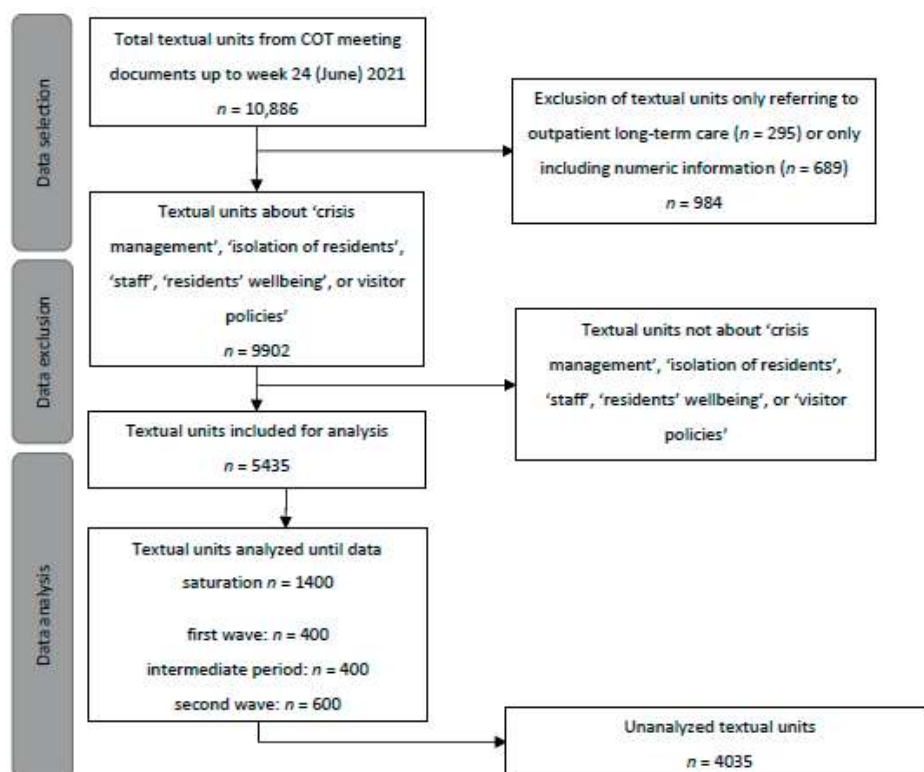 Data selection
Total textual units from COT meeting
documents up to week 24 (June) 2021
n = 10,886
Exclusion of textual units only referring to
outpatient long-term care (n = 295) or only
including numeric information (n = 689)
n = 984
Textual units about ‘crisis
management’, ‘isolation of residents’,
‘staff’, ‘residents’ wellbeing’, or visitor
policies’
n = 9902
Data exclusion
Textual units not about ‘crisis
management’, ‘isolation of residents’,
‘staff’, ‘residents’ wellbeing’, or ‘visitor
policies’
Textual units included for analysis
n = 5435
Data analysis
Textual units analyzed until data
saturation n = 1400
first wave: n = 400
intermediate period: n = 400
second wave: n = 600
Unanalyzed textual units
n = 4035